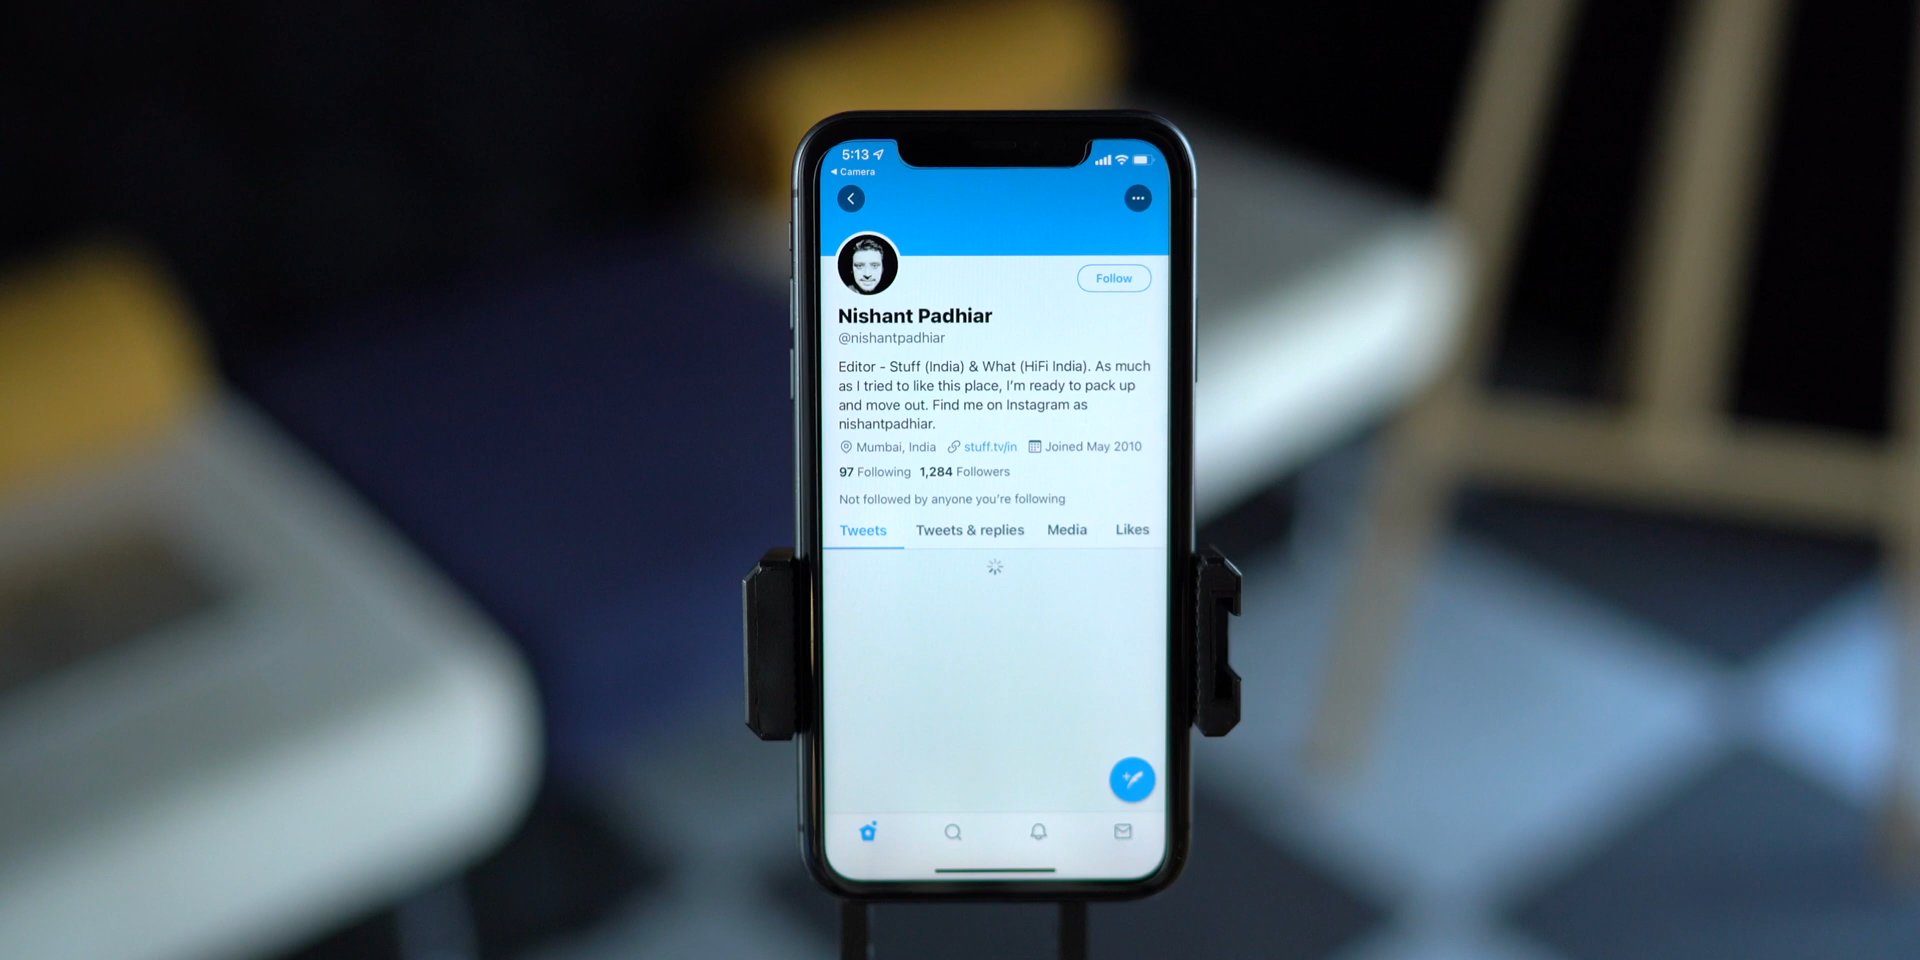 5:13
Camera
Follow
Nishant Padhiar
@nishantpadhiar
Editor - Stuff (India) & What (HiFi India). As much
as I tried to like this place, I'm ready to pack up
and move out. Find me on Instagram as
nishantpadhiar.
Mumbai, India stuff.tv/in Joined May 2010
97 Following 1,284 Followers
Not followed by anyone you're following
Tweets Tweets & replies Media Likes